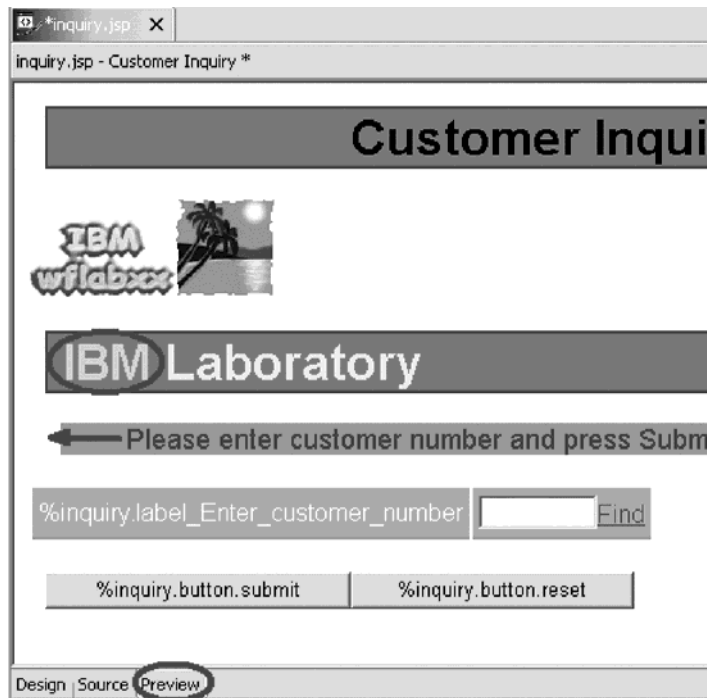 *inquiry.jsp X
inquiry.jsp - Customer Inquiry *
Customer Inqui
IBM
wflabxx
IBM Laboratory
Please enter customer number and press Subm
%inquiry.label_Enter_customer_number Find
%inquiry.button.submit %inquiry.button.reset
Design Source Preview